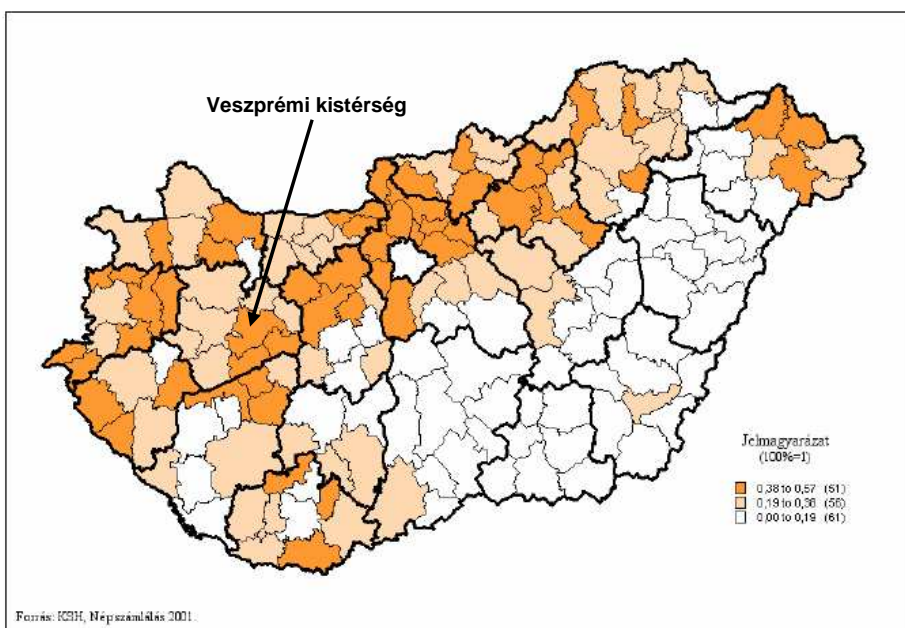 Veszprémi kistérség
Jelmagyarázat
(100%=1)
0,38 to 0,57 (51)
0,19 to 0,38 (56)
0,00 to 0,19 (61)
Forrás: KSH, Népszámlálás 2001.